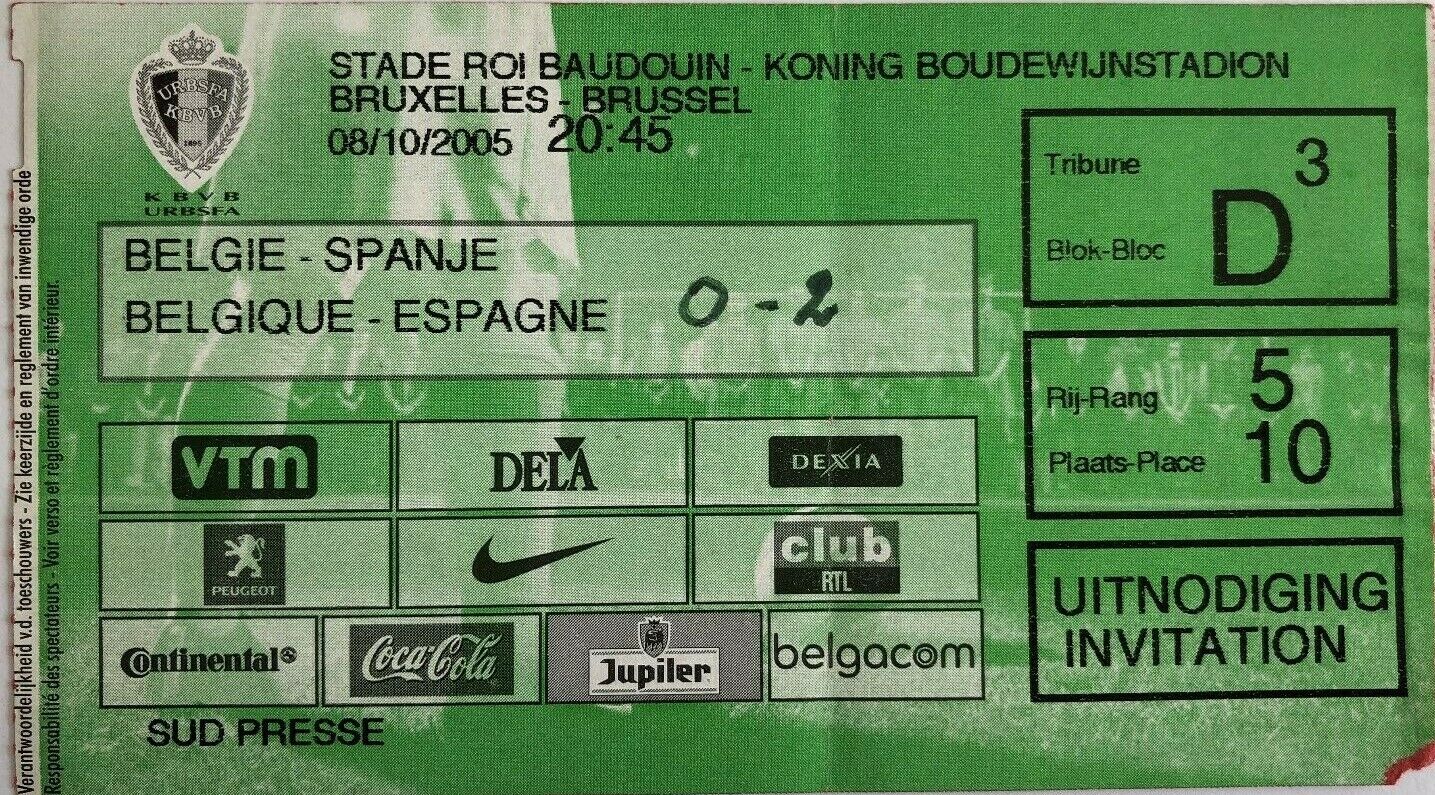 STADE ROI BAUDOUIN - KONING BOUDEWIJNSTADION
BRUXELLES - BRUSSEL
08/10/2005 20:45
URBSFA
KBVB
1895
KBVB
URBSFA
BELGIE - SPANJE
BELGIQUE - ESPAGNE 0 - 2
Tribune 3
Blok-Bloc D
Rij-Rang 5
Plaats-Place 10
UITNODIGING
INVITATION
VTM
DELA
DEXIA
PEUGEOT
club
RTL
Continental
Coca-Cola
Jupiler
belgacom
SUD PRESSE
Verantwoordelijkheid v.d. toeschouwers - Zie keerzijde en reglement van inwendige orde
Responsabilité des spectateurs - Voir verso et règlement d'ordre intérieur.